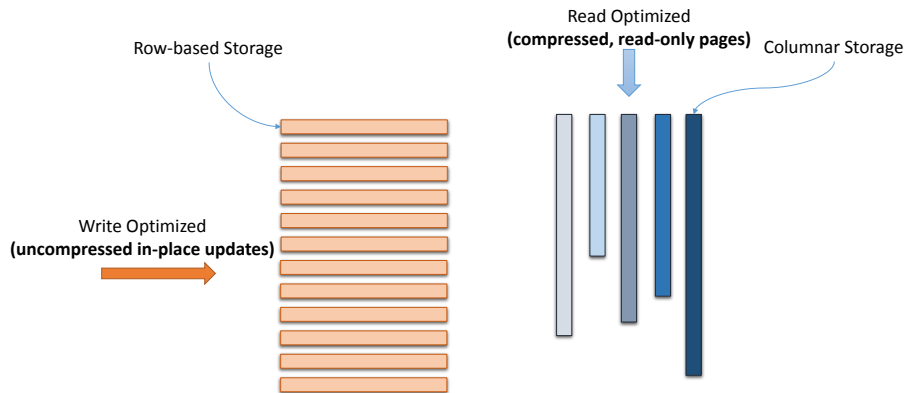 Row-based Storage
Write Optimized
(uncompressed in-place updates)
Read Optimized
(compressed, read-only pages)
Columnar Storage